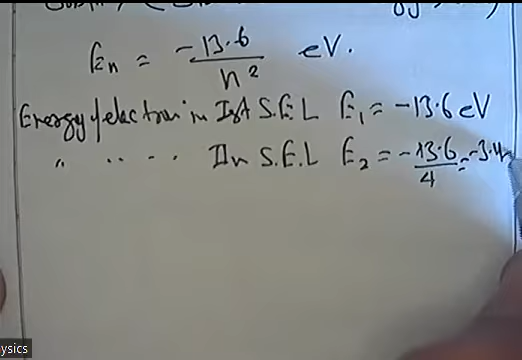 En = -13.6 / n² eV.
Energy of electron in Ist S.E.L E₁ = -13.6 eV
" " " " IIn S.E.L E₂ = -13.6 / 4 = -3.4
ysics